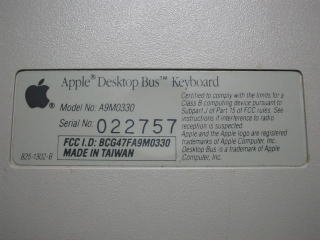 Apple® Desktop Bus™ Keyboard
Model No: A9M0330
Serial No: 022757
FCC I.D: BCG47FA9M0330
MADE IN TAIWAN
825-1302-B
Certified to comply with the limits for a
Class B computing device pursuant to
Subpart J of Part 15 of FCC rules. See
instructions if interference to radio
reception is suspected
Apple and the Apple logo are registered
trademarks of Apple Computer, Inc.
Desktop Bus is a trademark of Apple
Computer, Inc.